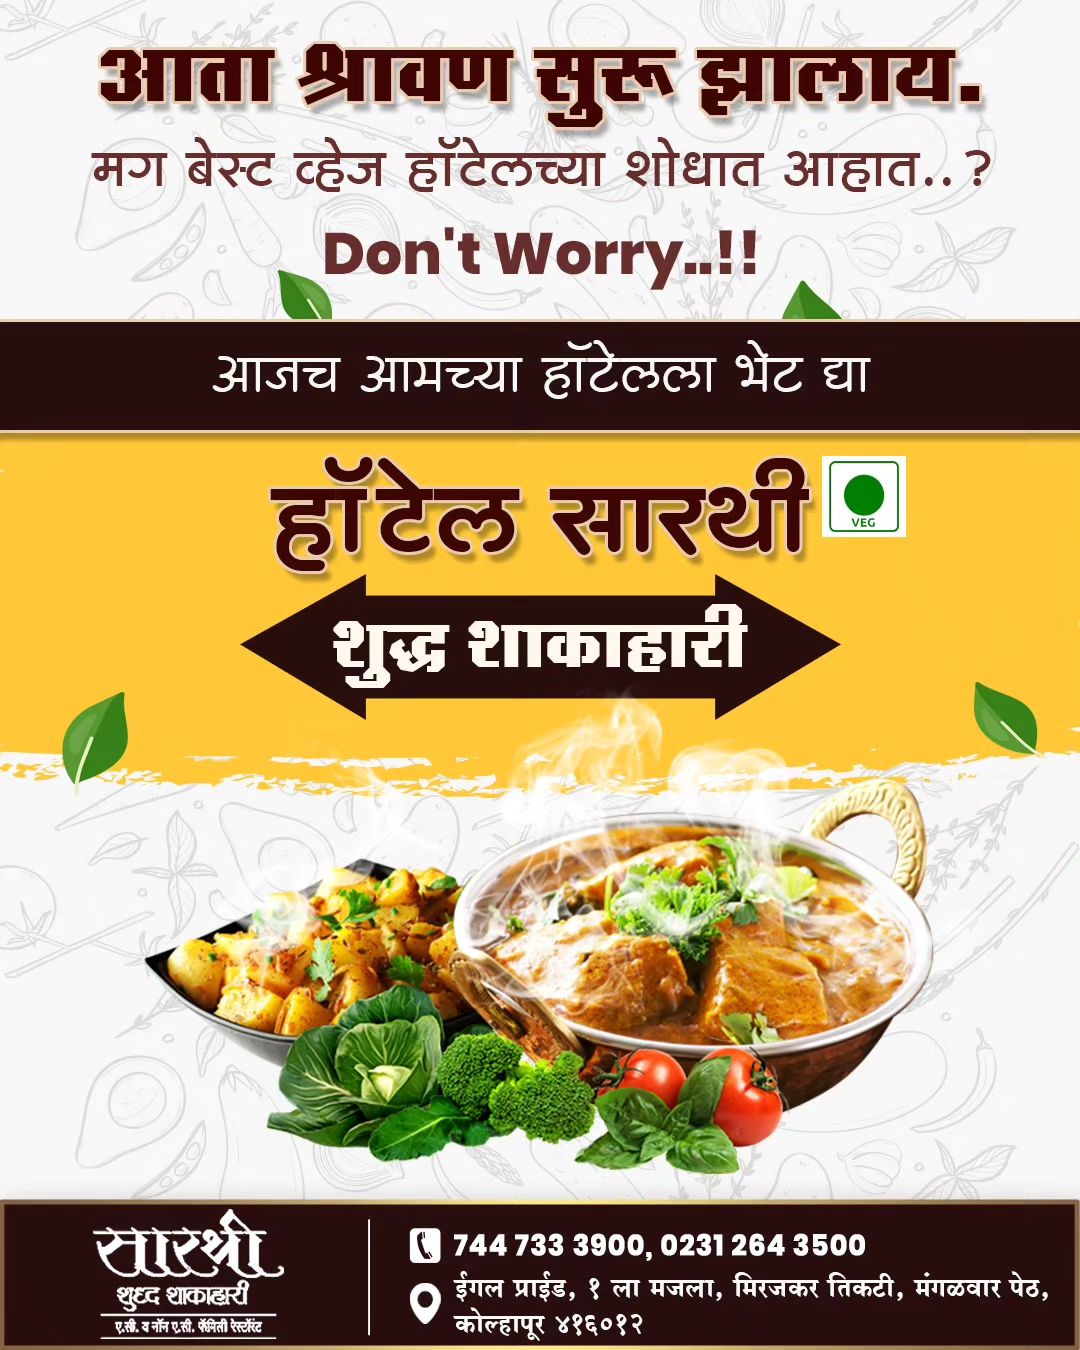 आता श्रावण सुरू झालाय.
मग बेस्ट व्हेज हॉटेलच्या शोधात आहात..?
Don't Worry..!!
आजच आमच्या हॉटेलला भेट द्या
हॉटेल सारथी
VEG
शुद्ध शाकाहारी
सारथी
शुध्द शाकाहारी
ए.सी. व नॉन ए.सी. फॅमिली रेस्टॉरंट
744 733 3900, 0231 264 3500
ईगल प्राईड, १ ला मजला, मिरजकर तिकटी, मंगळवार पेठ,
कोल्हापूर ४१६०१२